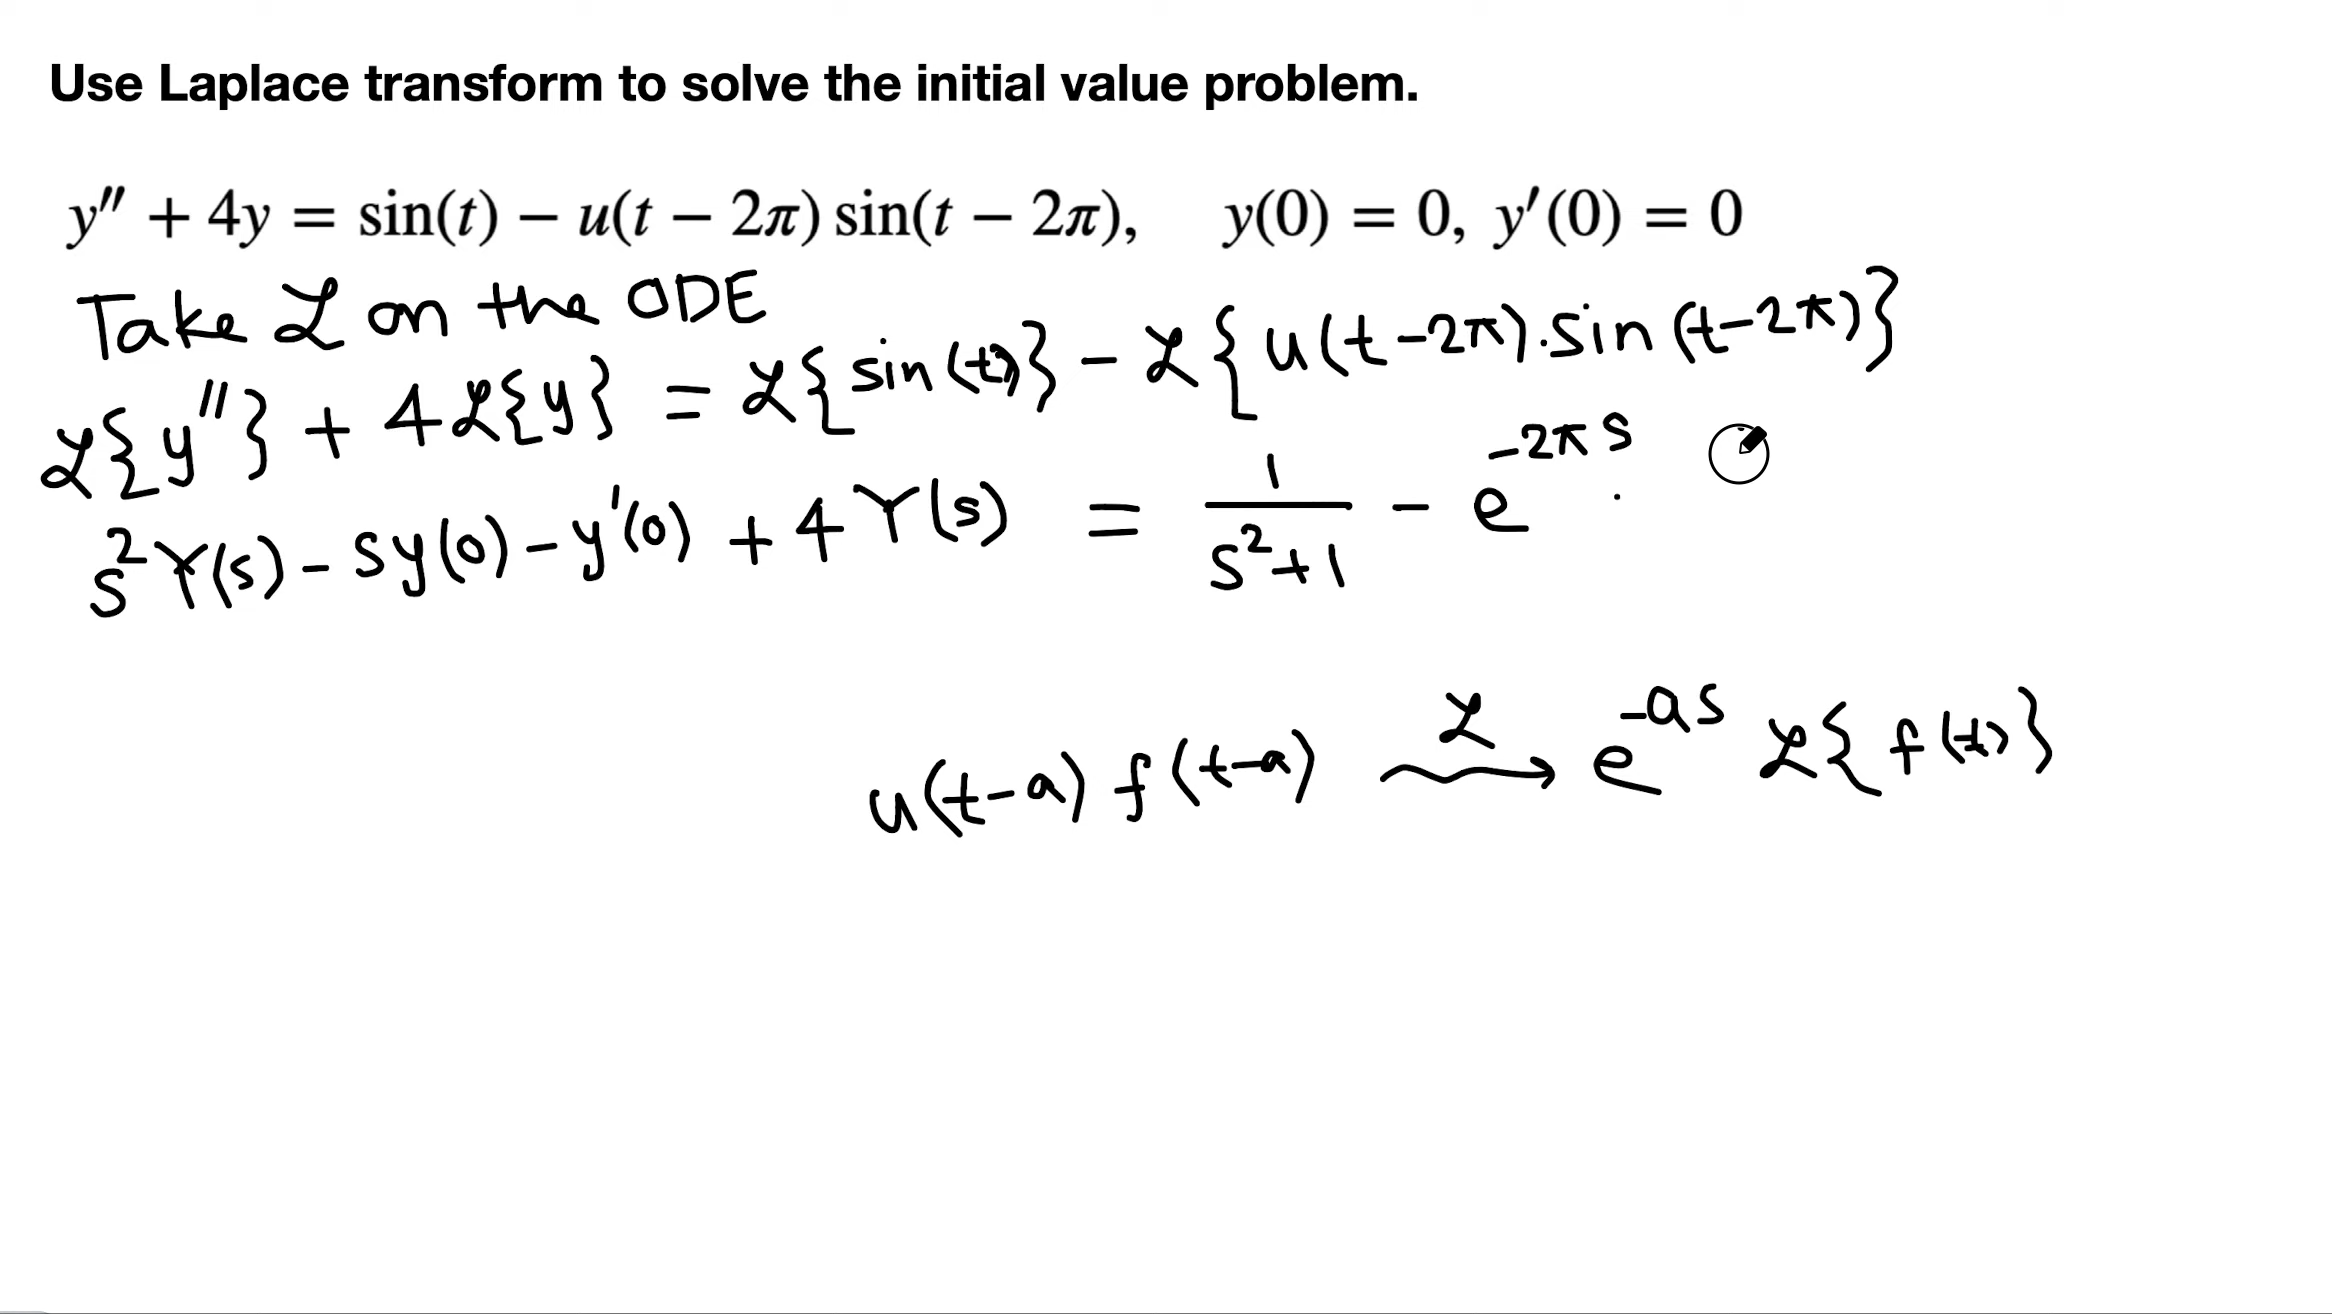 Use Laplace transform to solve the initial value problem.
y″ + 4y = sin(t) − u(t − 2π) sin(t − 2π), y(0) = 0, y′(0) = 0
Take ℒ on the ODE
ℒ{y″} + 4ℒ{y} = ℒ{sin(t)} − ℒ{u(t−2π)·sin(t−2π)}
s²Y(s) − sy(0) − y′(0) + 4Y(s) = 1/(s²+1) − e^(−2πs) ·
u(t−a) f(t−a) ⟿^ℒ e^(−as) ℒ{f(t)}